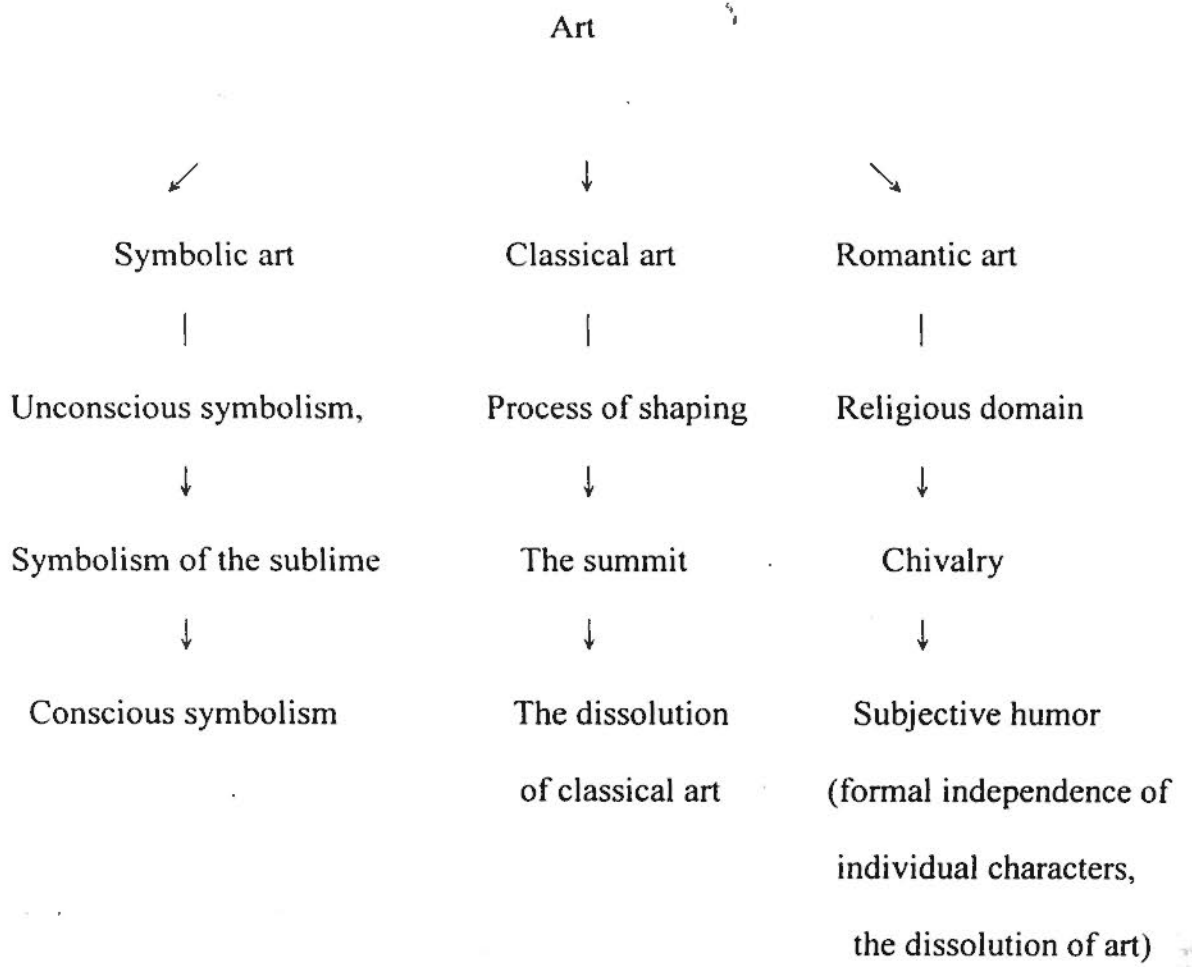 Art
Symbolic art Classical art Romantic art
Unconscious symbolism, Process of shaping Religious domain
Symbolism of the sublime The summit Chivalry
Conscious symbolism The dissolution Subjective humor
of classical art (formal independence of
individual characters,
the dissolution of art)